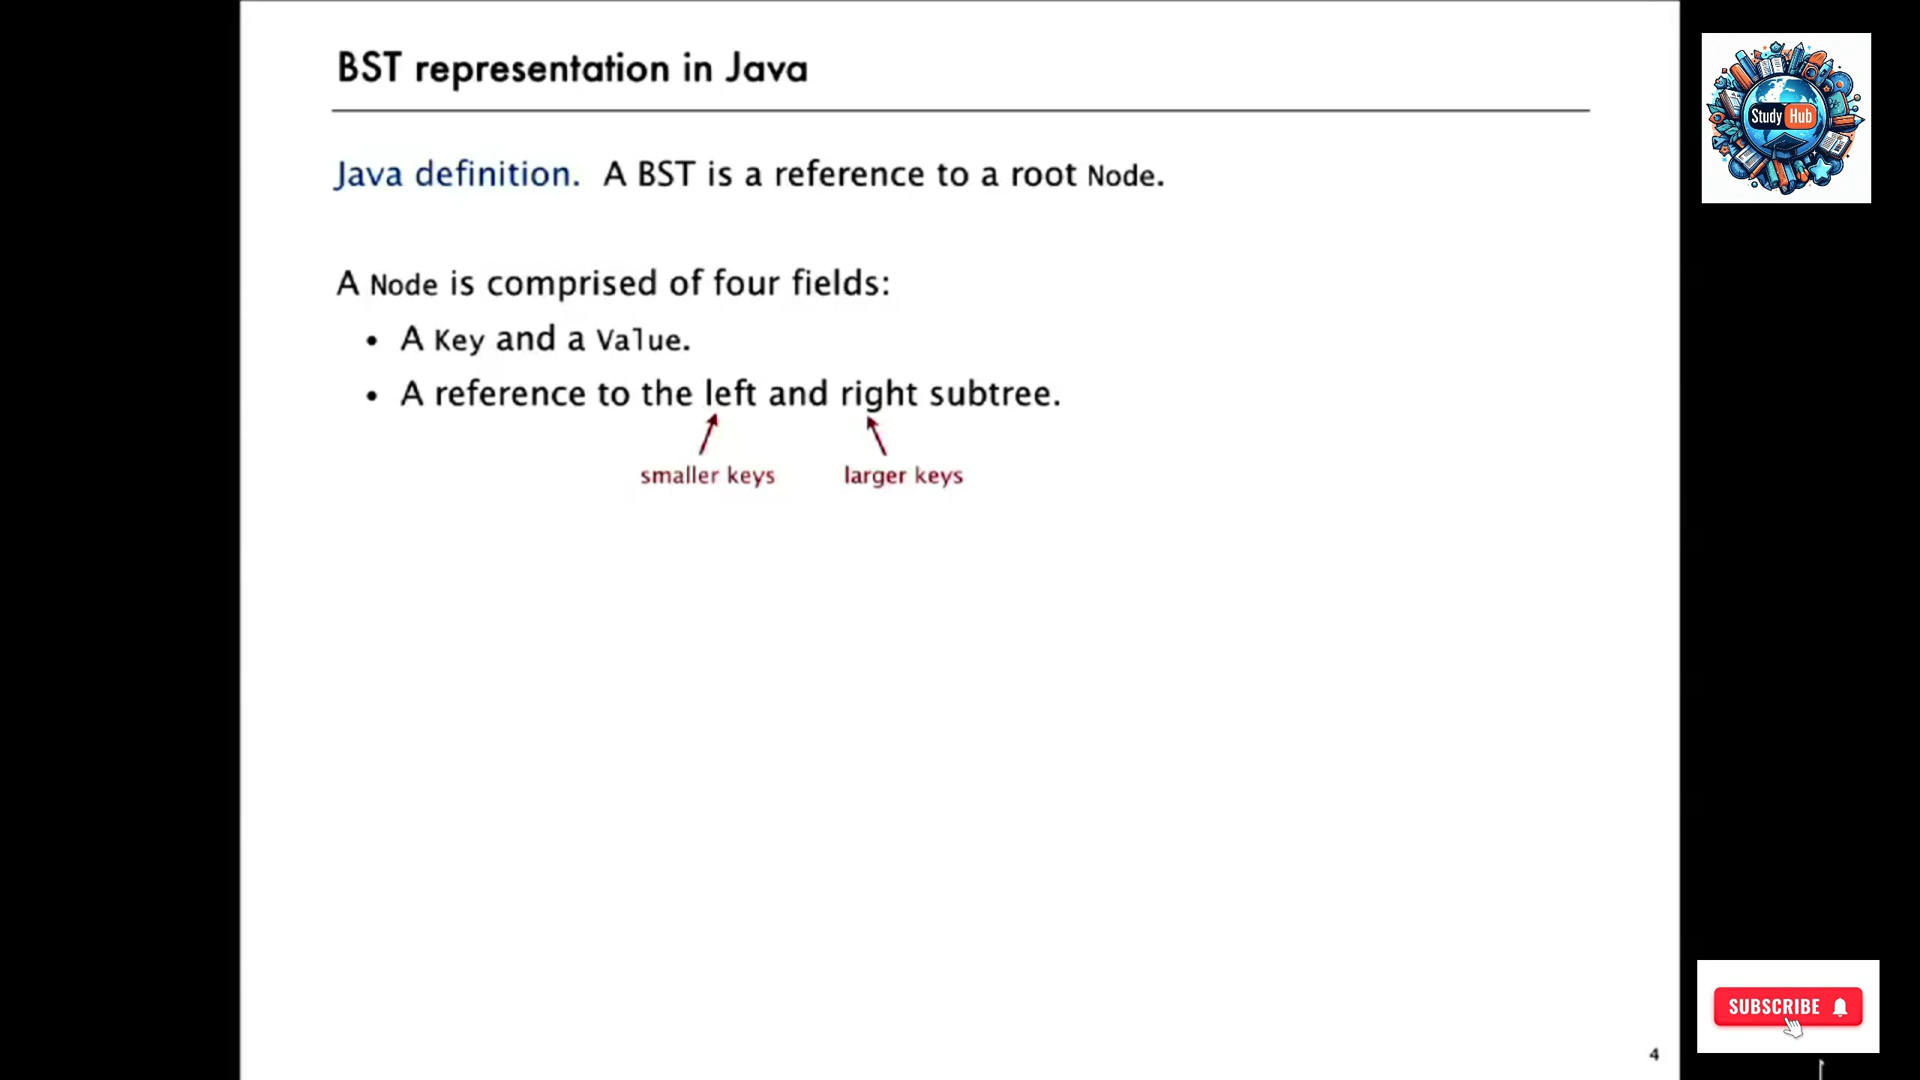 BST representation in Java
Java definition. A BST is a reference to a root Node.
A Node is comprised of four fields:
• A Key and a Value.
• A reference to the left and right subtree.
smaller keys larger keys
4
Study Hub
SUBSCRIBE